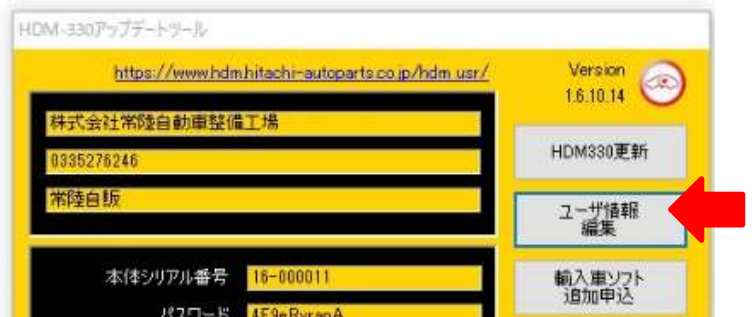 HDM-330アップデートツール
https://www.hdm.hitachi-autoparts.co.jp/hdm_usr/
Version
1.6.10.14
株式会社常陸自動車整備工場
0335276246
常陸自販
HDM330更新
ユーザ情報
編集
本体シリアル番号 16-000011
輸入車ソフト
追加申込
パスワード